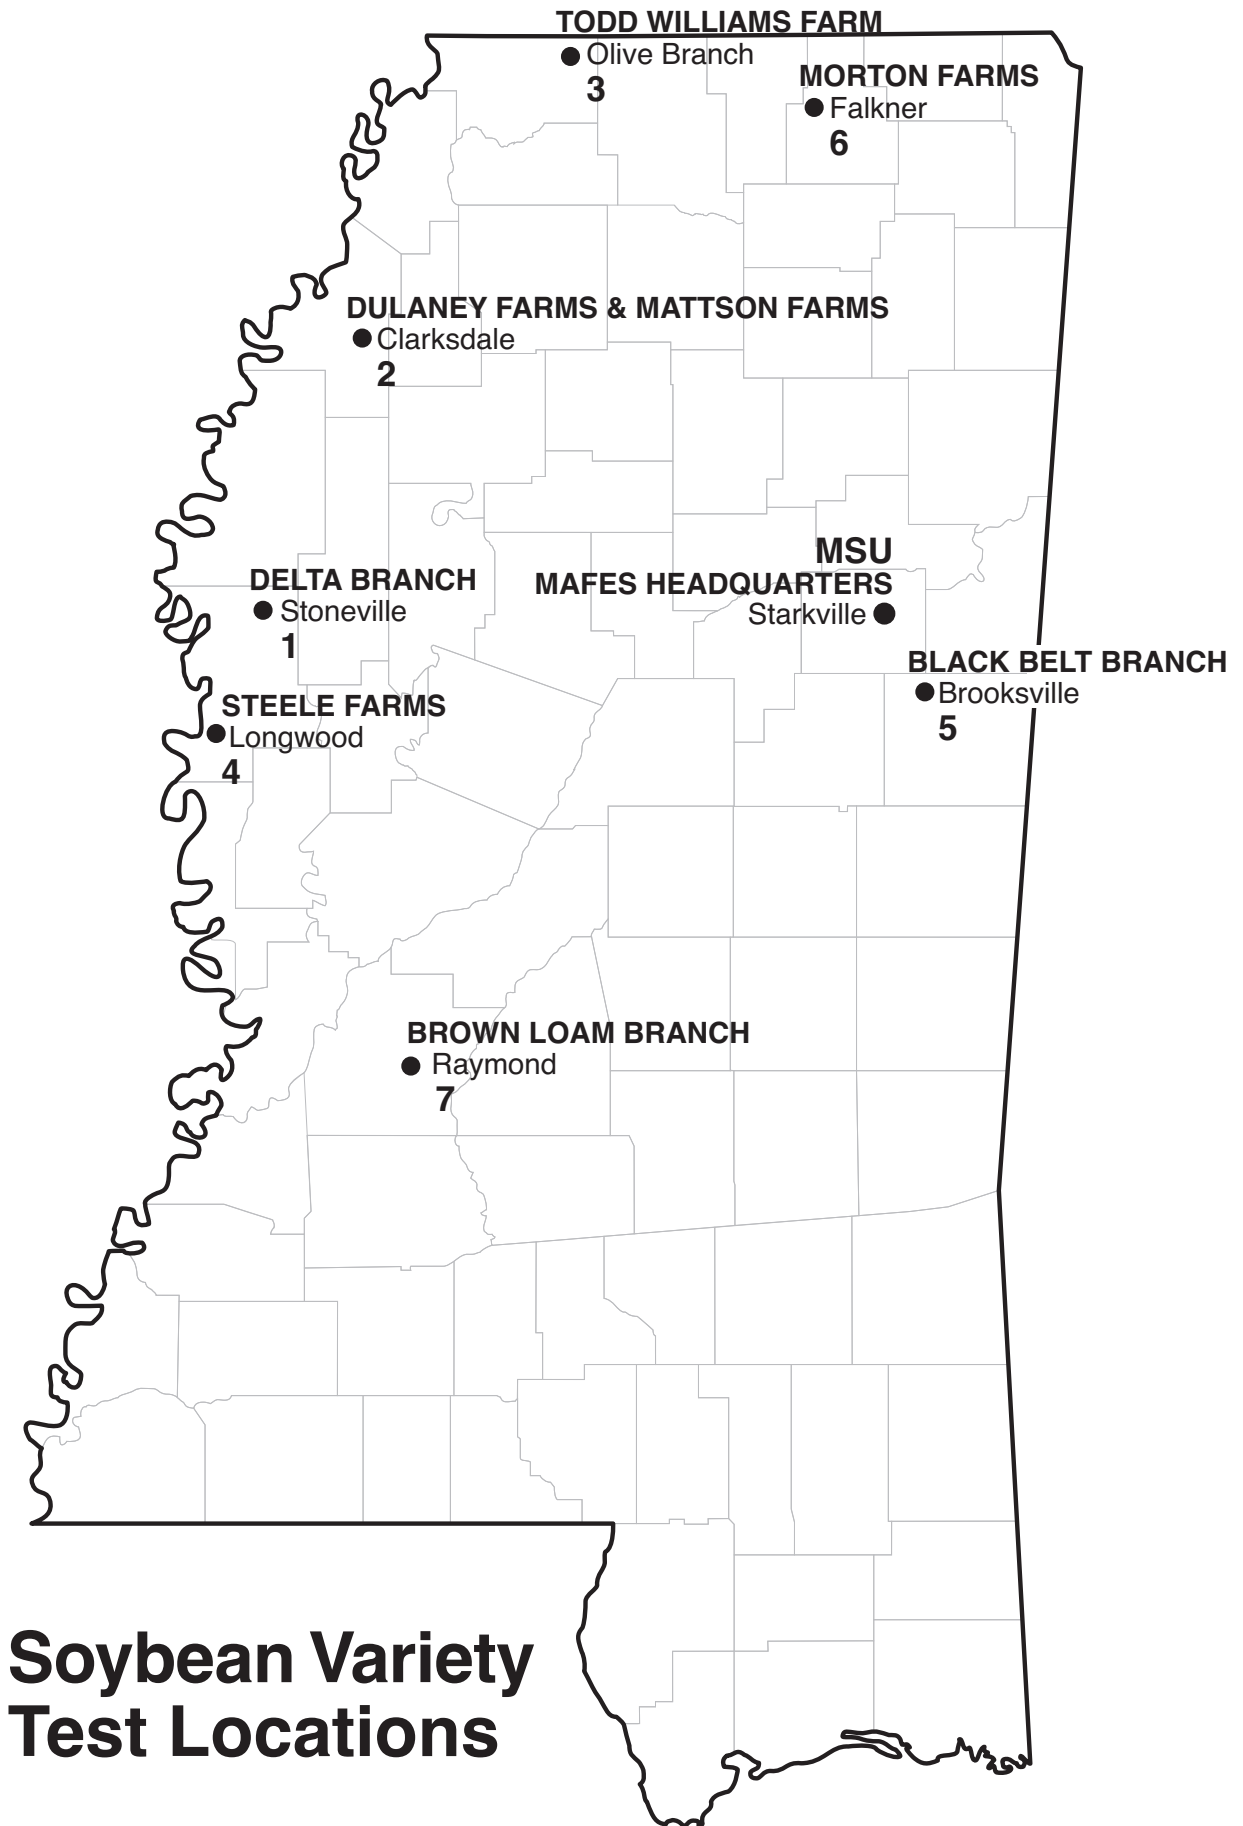 TODD WILLIAMS FARM
Olive Branch
3
MORTON FARMS
Falkner
6
DULANEY FARMS & MATTSON FARMS
Clarksdale
2
MSU
MAFES HEADQUARTERS
Starkville
DELTA BRANCH
Stoneville
1
BLACK BELT BRANCH
Brooksville
5
STEELE FARMS
Longwood
4
BROWN LOAM BRANCH
Raymond
7
Soybean Variety
Test Locations